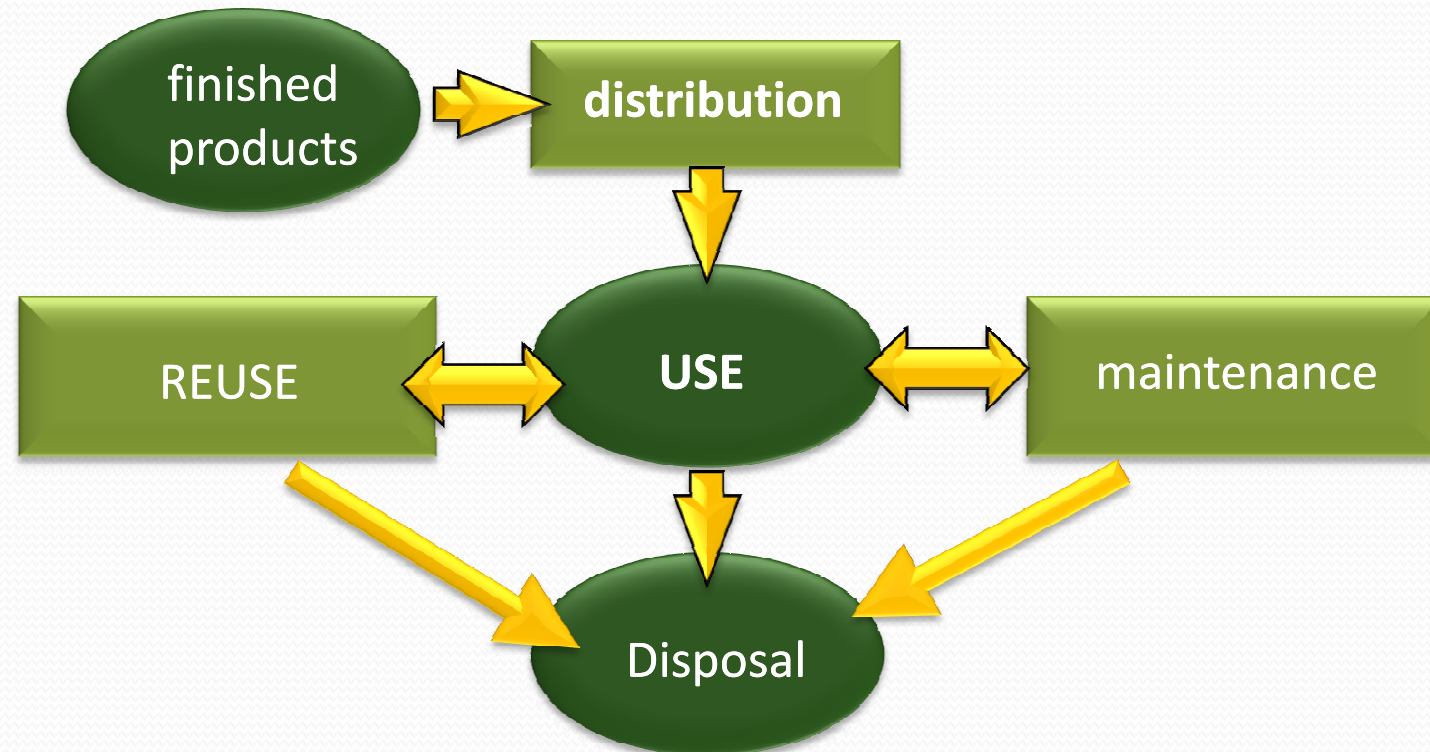 finished
products
distribution
REUSE
USE
maintenance
Disposal